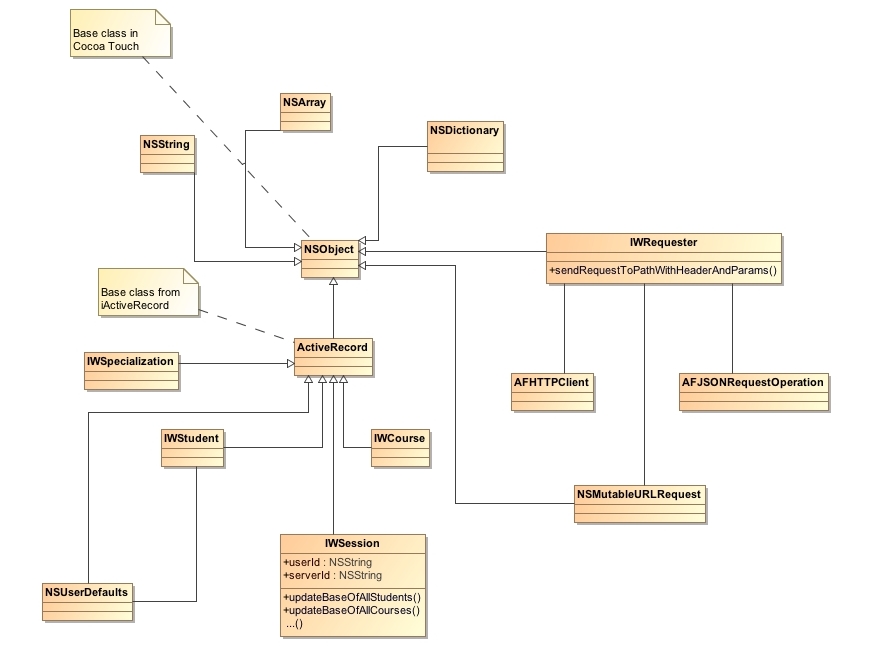 Base class in
Cocoa Touch
NSArray
NSDictionary
NSString
NSObject
IWRequester
+sendRequestToPathWithHeaderAndParams()
Base class from
iActiveRecord
ActiveRecord
IWSpecialization
AFHTTPClient
AFJSONRequestOperation
IWStudent
IWCourse
NSMutableURLRequest
IWSession
+userId : NSString
+serverId : NSString
+updateBaseOfAllStudents()
+updateBaseOfAllCourses()
...()
NSUserDefaults